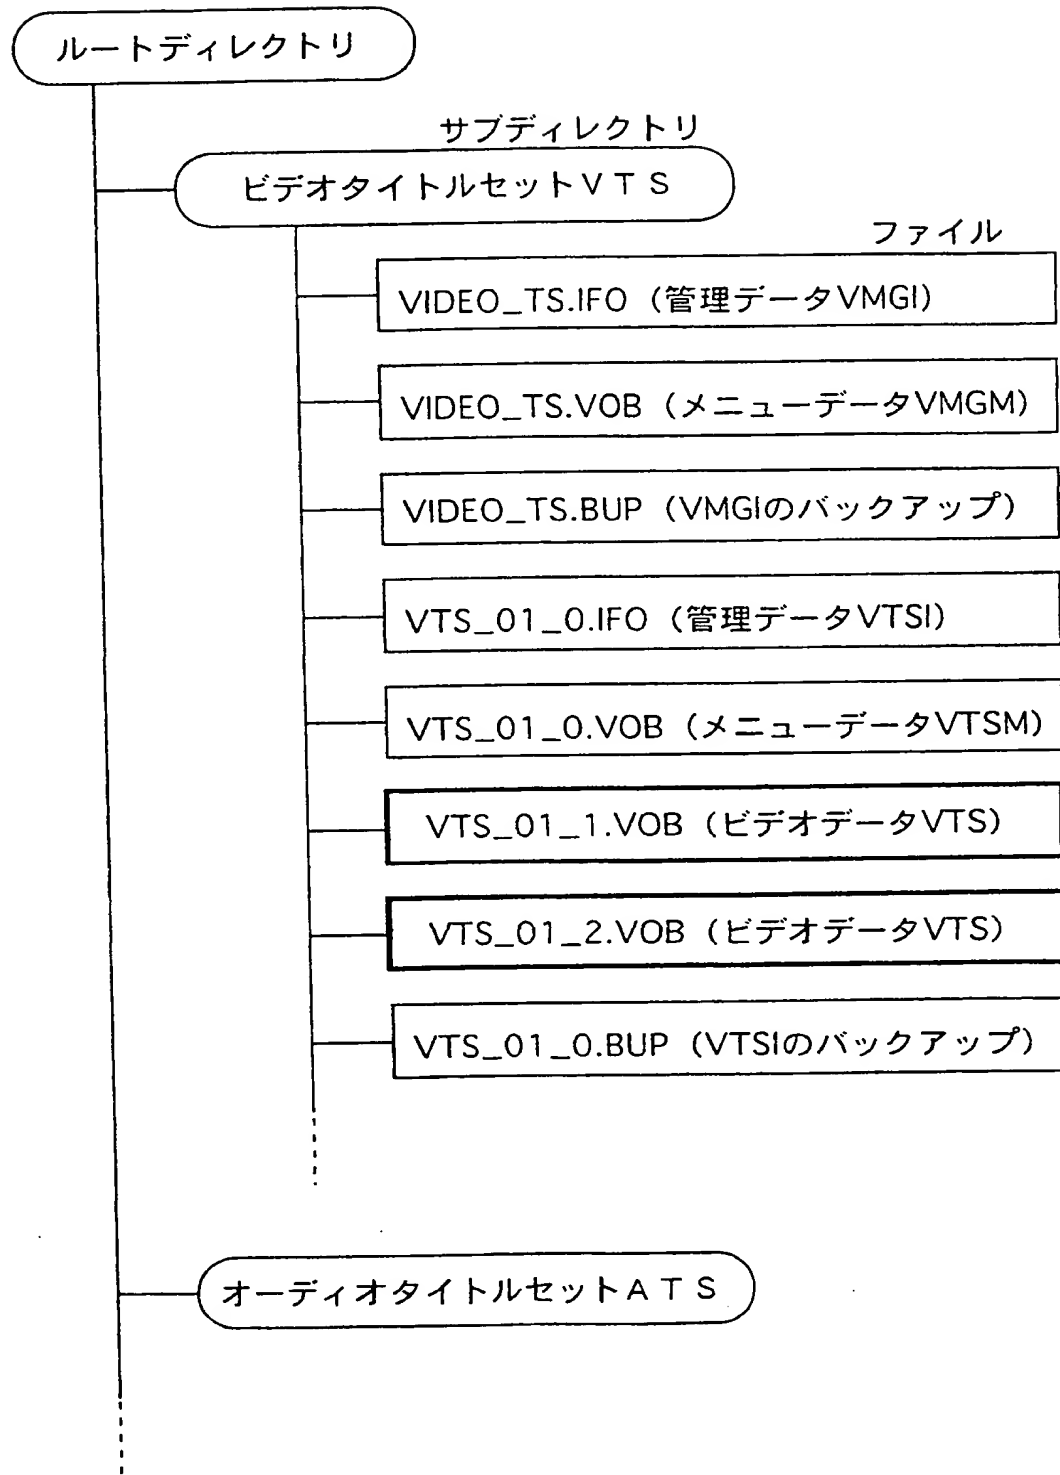 ルートディレクトリ
サブディレクトリ
ビデオタイトルセットVTS
ファイル
VIDEO_TS.IFO（管理データVMGI）
VIDEO_TS.VOB（メニューデータVMGM）
VIDEO_TS.BUP（VMGIのバックアップ）
VTS_01_0.IFO（管理データVTSI）
VTS_01_0.VOB（メニューデータVTSM）
VTS_01_1.VOB（ビデオデータVTS）
VTS_01_2.VOB（ビデオデータVTS）
VTS_01_0.BUP（VTSIのバックアップ）
オーディオタイトルセットATS